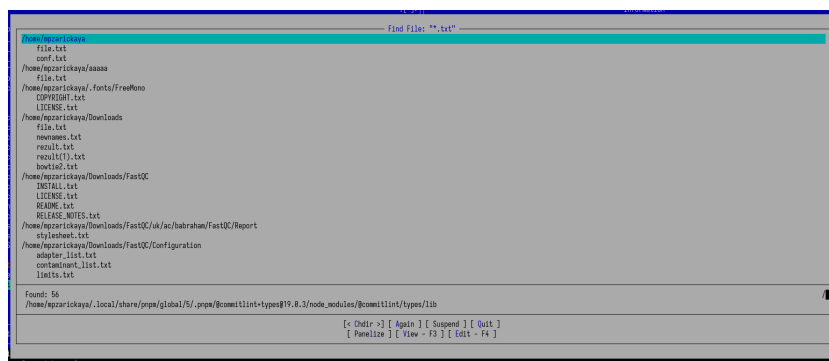 Find File: "*.txt"
/home/mpzarickaya
file.txt
conf.txt
/home/mpzarickaya/aaaaa
file.txt
/home/mpzarickaya/.fonts/FreeMono
COPYRIGHT.txt
LICENSE.txt
/home/mpzarickaya/Downloads
file.txt
newnames.txt
rezult.txt
rezult(1).txt
bowtie2.txt
/home/mpzarickaya/Downloads/FastQC
INSTALL.txt
LICENSE.txt
README.txt
RELEASE_NOTES.txt
/home/mpzarickaya/Downloads/FastQC/uk/ac/babraham/FastQC/Report
stylesheet.txt
/home/mpzarickaya/Downloads/FastQC/Configuration
adapter_list.txt
contaminant_list.txt
limits.txt
Found: 56 /
/home/mpzarickaya/.local/share/pnpm/global/5/.pnpm/@commitlint+types@19.0.3/node_modules/@commitlint/types/lib
[< Chdir >] [ Again ] [ Suspend ] [ Quit ]
[ Panelize ] [ View - F3 ] [ Edit - F4 ]